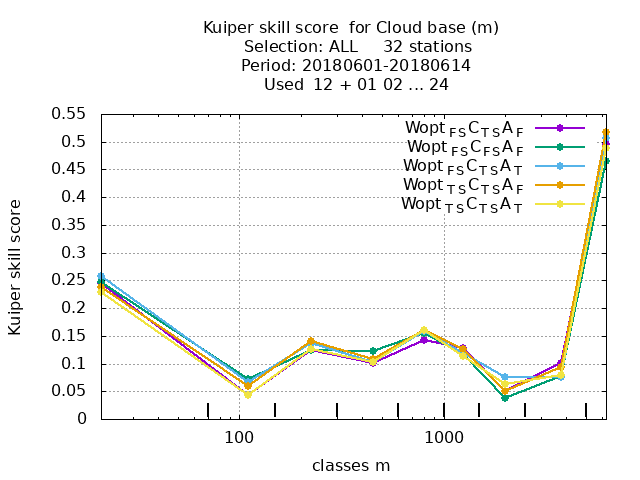 Kuiper skill score  for Cloud base (m)
Selection: ALL     32 stations
Period: 20180601-20180614
Used  12 + 01 02 ... 24
Kuiper skill score
0.55
0.5
0.45
0.4
0.35
0.3
0.25
0.2
0.15
0.1
0.05
0
Wopt FS C TS A F
Wopt FS C FS A F
Wopt FS C TS A T
Wopt TS C TS A F
Wopt TS C TS A T
100 1000
classes m